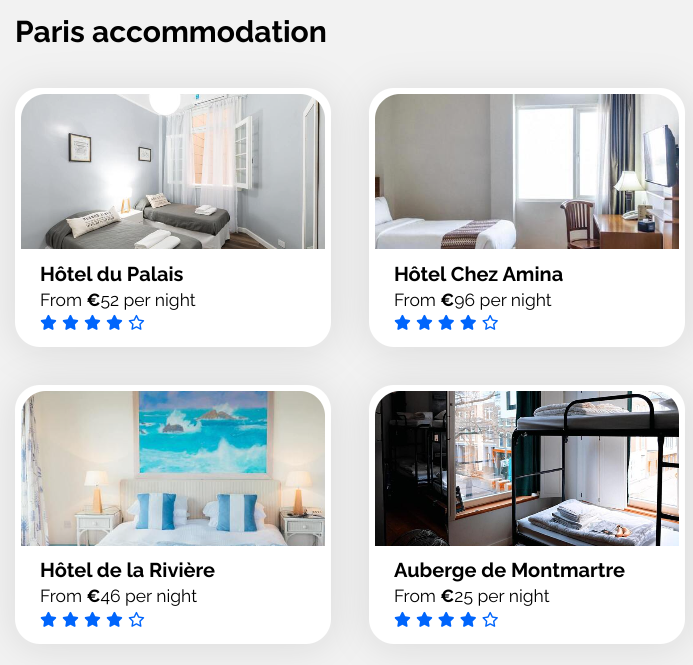 Paris accommodation
Hôtel du Palais
From €52 per night
Hôtel Chez Amina
From €96 per night
Hôtel de la Rivière
From €46 per night
Auberge de Montmartre
From €25 per night